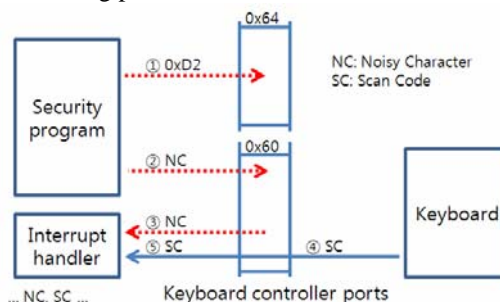 0x64
① 0xD2
NC: Noisy Character
SC: Scan Code
Security
program
0x60
② NC
③ NC
⑤ SC
④ SC
Keyboard
Interrupt
handler
... NC, SC ...
Keyboard controller ports